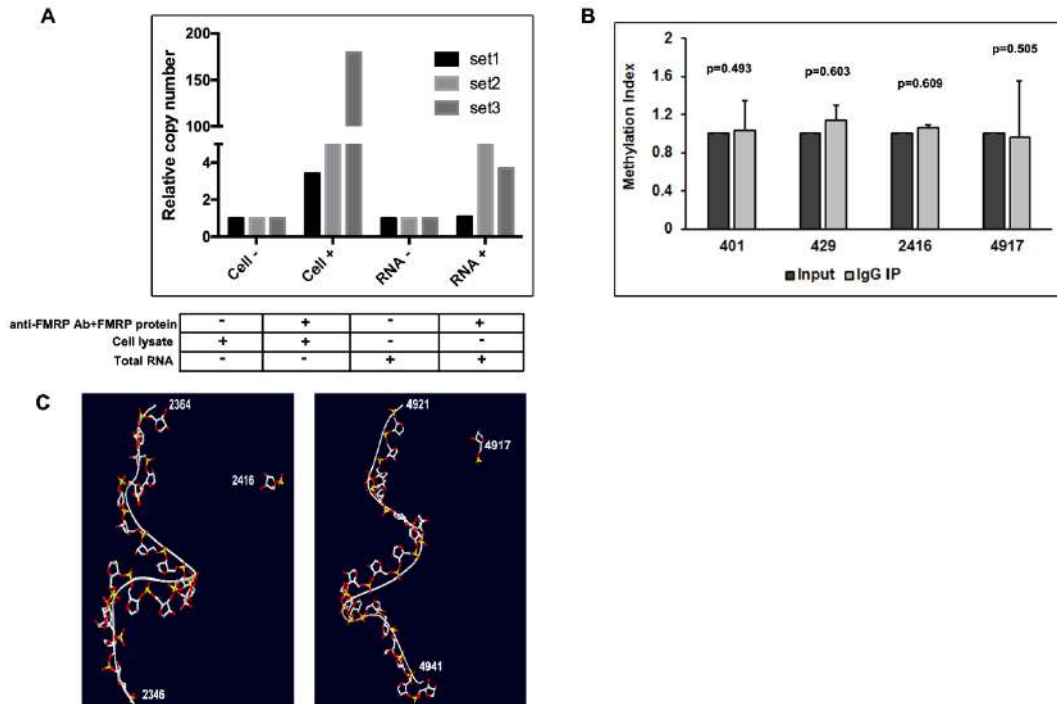 A
Relative copy number
200
150
100
4
2
0
set1
set2
set3
Cell -
Cell +
RNA -
RNA +
anti-FMRP Ab+FMRP protein - + - +
Cell lysate + + - -
Total RNA - - + +
B
Methylation Index
2
1.6
1.2
0.8
0.4
0
p=0.493
p=0.603
p=0.609
p=0.505
401 429 2416 4917
Input IgG IP
C
2364
2416
2346
4921
4917
4941